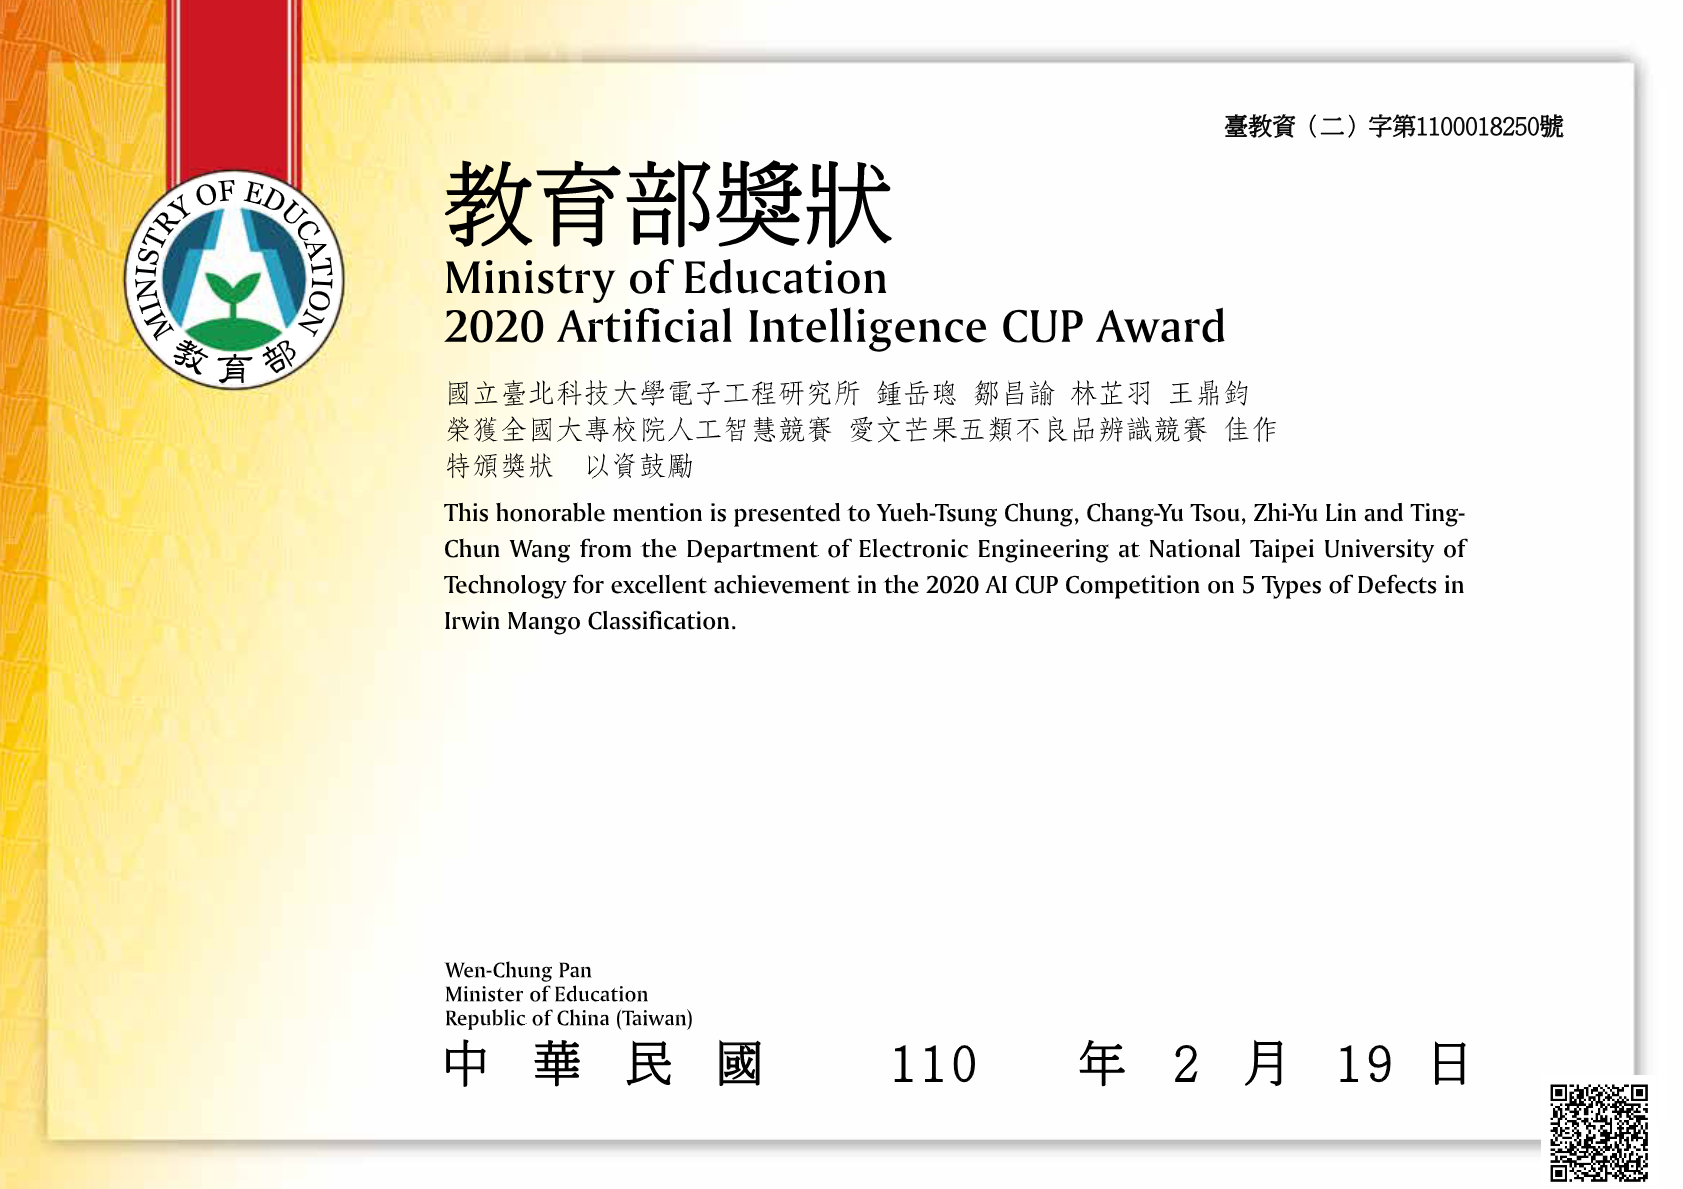 臺教資（二）字第1100018250號
MINISTRY OF EDUCATION
教育部
教育部獎狀
Ministry of Education
2020 Artificial Intelligence CUP Award
國立臺北科技大學電子工程研究所 鍾岳璁 鄒昌諭 林芷羽 王鼎鈞
榮獲全國大專校院人工智慧競賽 愛文芒果五類不良品辨識競賽 佳作
特頒獎狀 以資鼓勵
This honorable mention is presented to Yueh-Tsung Chung, Chang-Yu Tsou, Zhi-Yu Lin and Ting-
Chun Wang from the Department of Electronic Engineering at National Taipei University of
Technology for excellent achievement in the 2020 AI CUP Competition on 5 Types of Defects in
Irwin Mango Classification.
Wen-Chung Pan
Minister of Education
Republic of China (Taiwan)
中華民國 110 年 2 月 19 日